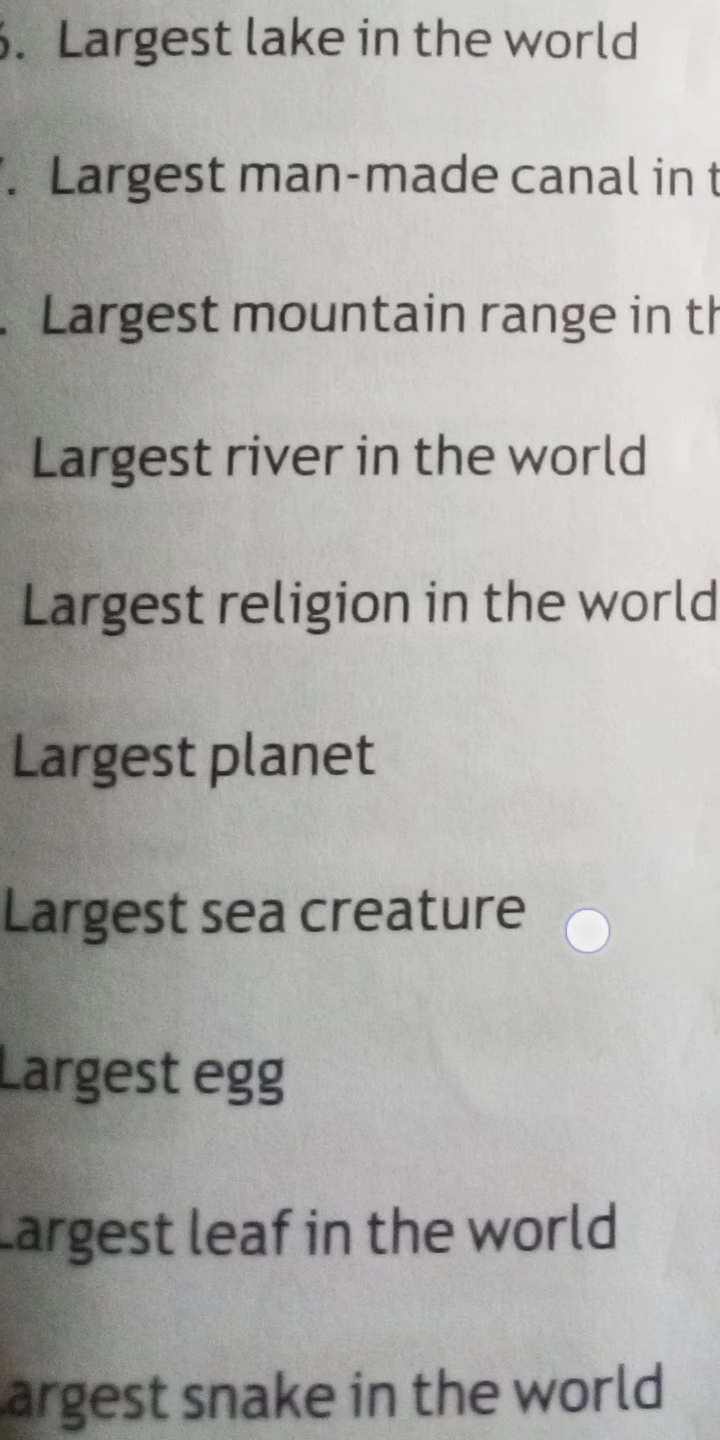 6. Largest lake in the world
. Largest man-made canal in t
. Largest mountain range in th
Largest river in the world
Largest religion in the world
Largest planet
Largest sea creature
Largest egg
Largest leaf in the world
Largest snake in the world